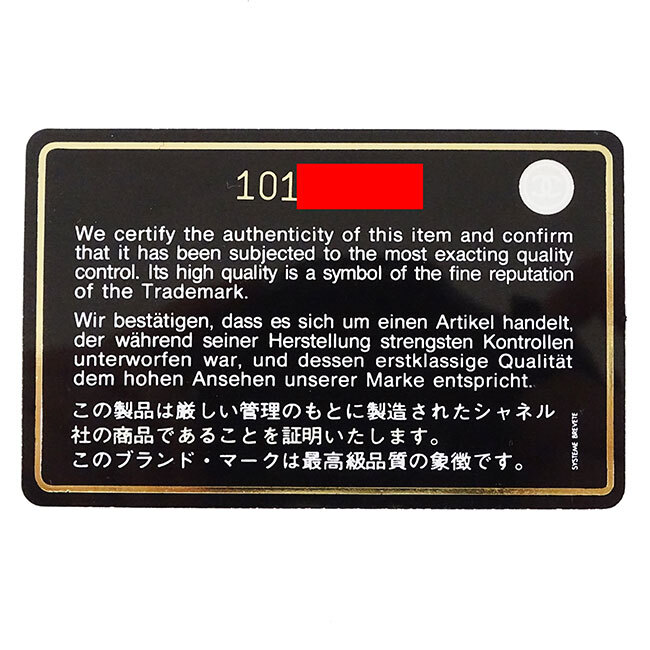 101
We certify the authenticity of this item and confirm
that it has been subjected to the most exacting quality
control. Its high quality is a symbol of the fine reputation
of the Trademark.
Wir bestätigen, dass es sich um einen Artikel handelt,
der während seiner Herstellung strengsten Kontrollen
unterworfen war, und dessen erstklassige Qualität
dem hohen Ansehen unserer Marke entspricht.
この製品は厳しい管理のもとに製造されたシャネル
社の商品であることを証明いたします。
このブランド・マークは最高級品質の象徴です。
SYSTEME BREVETE